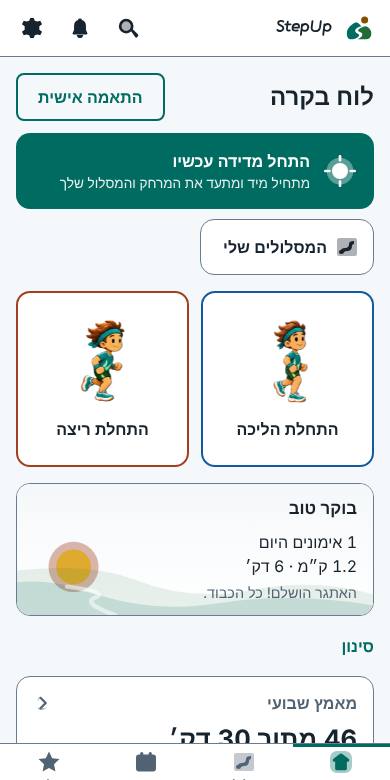 StepUp
לוח בקרה
התאמה אישית
התחל מדידה עכשיו
מתחיל מיד ומתעד את המרחק והמסלול שלך
המסלולים שלי
התחלת הליכה
התחלת ריצה
בוקר טוב
1 אימונים היום
1.2 ק״מ · 6 דק׳
האתגר הושלם! כל הכבוד.
סינון
מאמץ שבועי
46 מתוך 30 דק׳